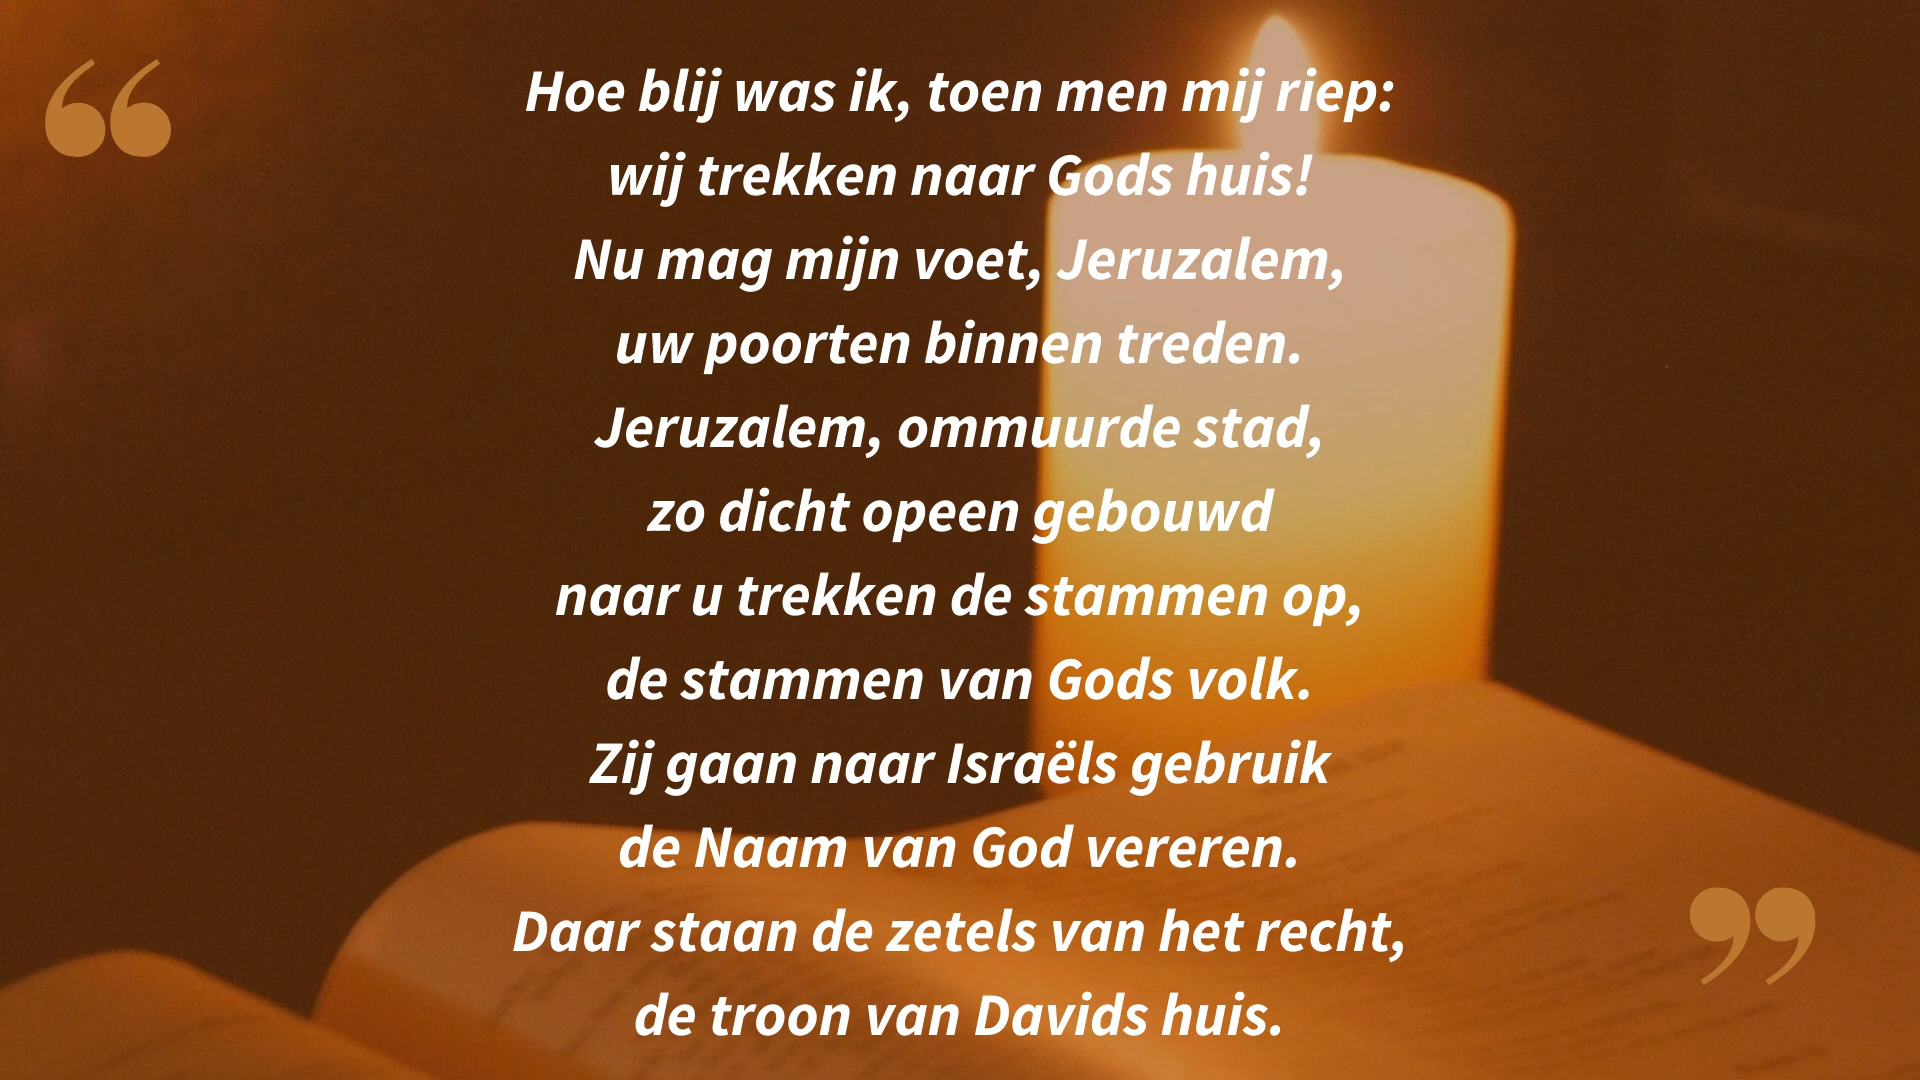 Hoe blij was ik, toen men mij riep:
wij trekken naar Gods huis!
Nu mag mijn voet, Jeruzalem,
uw poorten binnen treden.
Jeruzalem, ommuurde stad,
zo dicht opeen gebouwd
naar u trekken de stammen op,
de stammen van Gods volk.
Zij gaan naar Israëls gebruik
de Naam van God vereren.
Daar staan de zetels van het recht,
de troon van Davids huis.